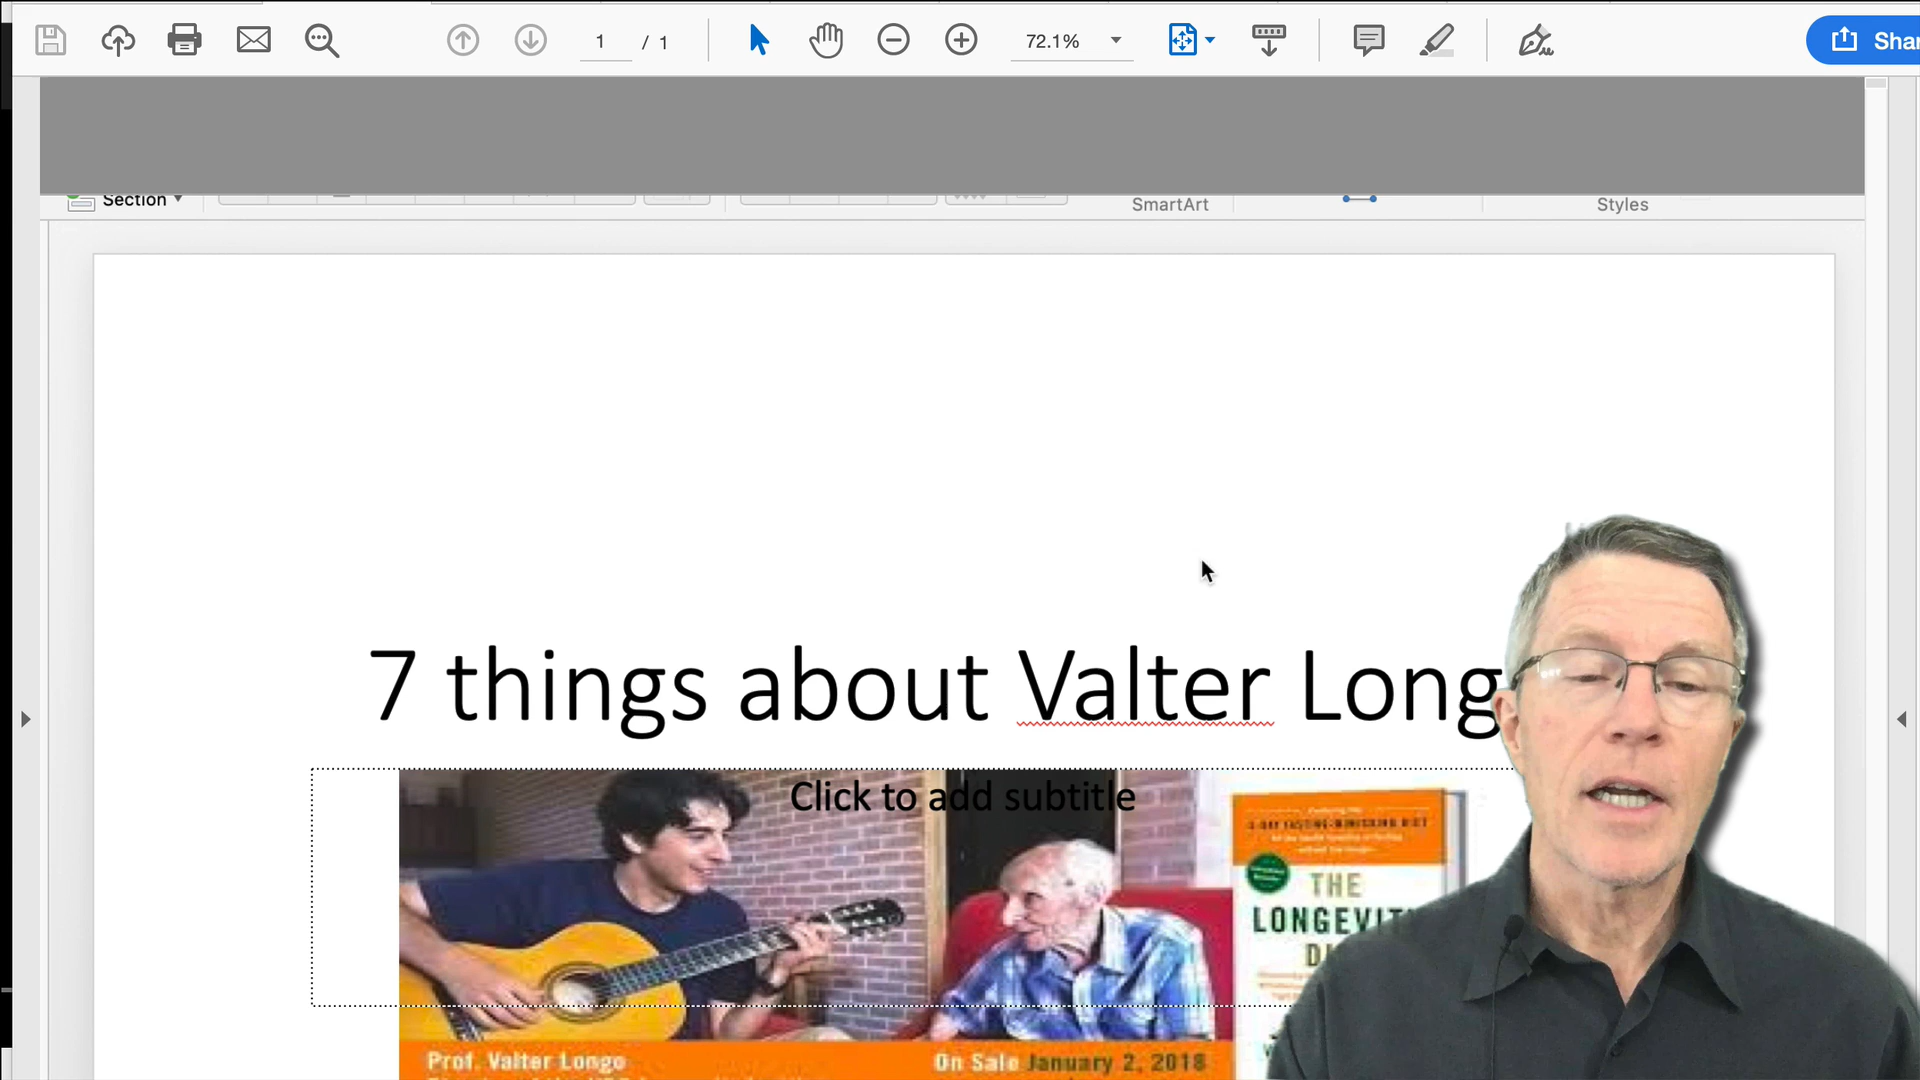 1 / 1
72.1%
Shar
Section
SmartArt
Styles
7 things about Valter Long
Click to add subtitle
THE
LONGEVIT
D
Prof. Valter Longo
On Sale January 2, 2018